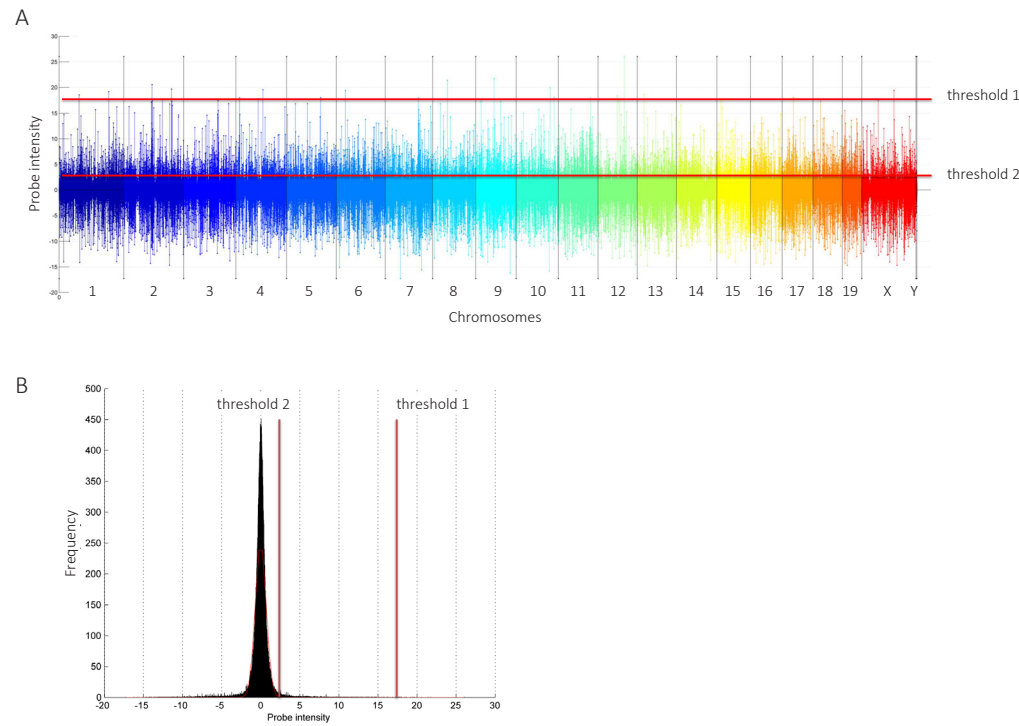 A
30
25
20
15
10
5
0
-5
-10
-15
-20
0
Probe intensity
threshold 1
threshold 2
1 2 3 4 5 6 7 8 9 10 11 12 13 14 15 16 17 18 19 X Y
Chromosomes
B
500
450
400
350
300
250
200
150
100
50
0
Frequency
threshold 2 threshold 1
-20 -15 -10 -5 0 5 10 15 20 25 30
Probe intensity